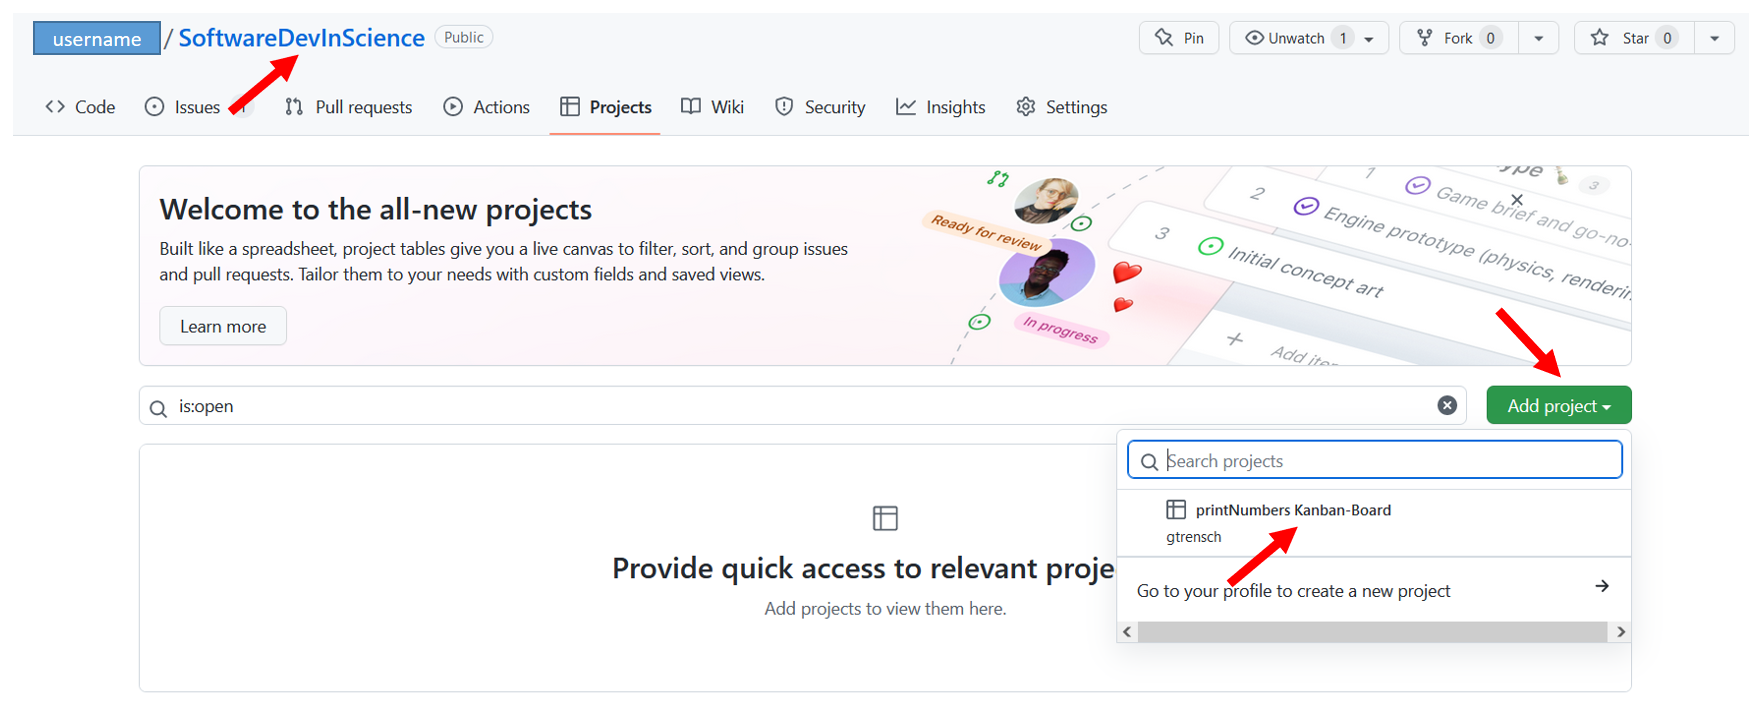 username / SoftwareDevInScience Public
Pin
Unwatch 1
Fork 0
Star 0
Code
Issues
Pull requests
Actions
Projects
Wiki
Security
Insights
Settings
Welcome to the all-new projects
Built like a spreadsheet, project tables give you a live canvas to filter, sort, and group issues
and pull requests. Tailor them to your needs with custom fields and saved views.
Learn more
Ready for review
In progress
3
1 Game brief and go-no-
2 Engine prototype (physics,
3 Initial concept art
+ Add
is:open
Add project
Search projects
printNumbers Kanban-Board
gtrensch
Go to your profile to create a new project
Provide quick access to relevant
Add projects to view them here.